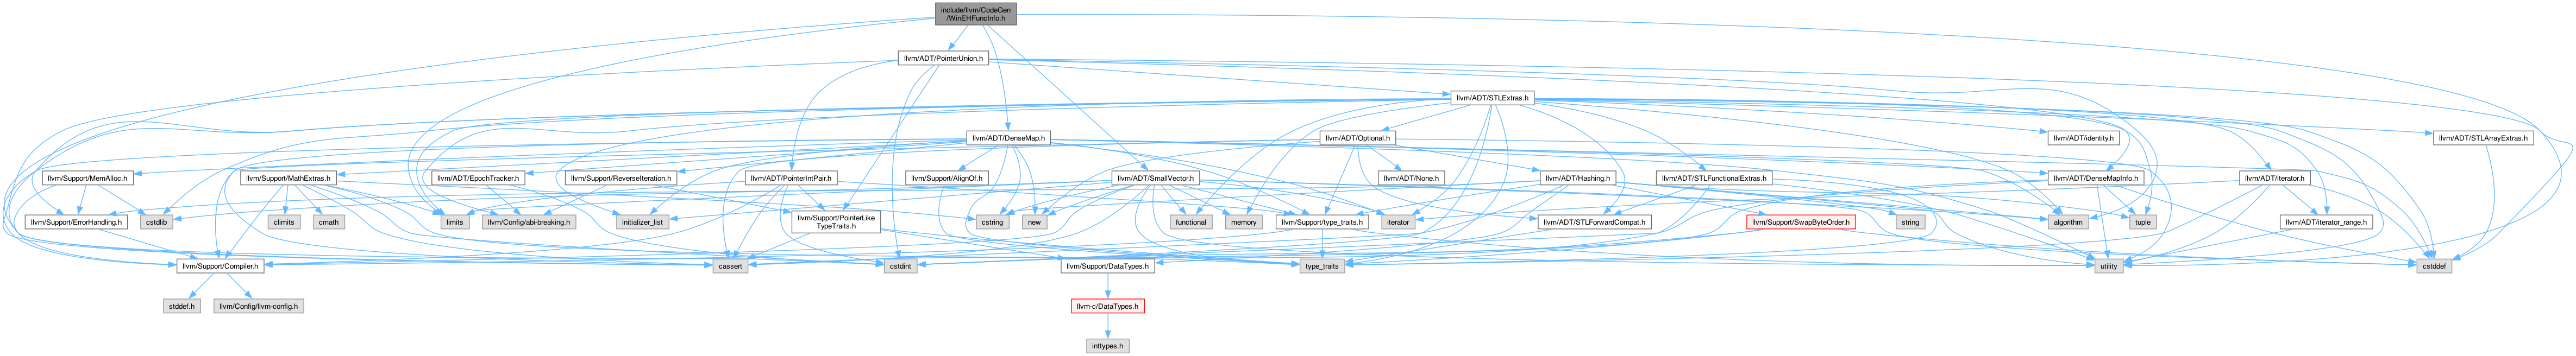 include/llvm/CodeGen
/WinEHFuncInfo.h
llvm/ADT/PointerUnion.h
llvm/ADT/STLExtras.h
llvm/ADT/DenseMap.h
llvm/ADT/Optional.h
llvm/ADT/identity.h
llvm/ADT/STLArrayExtras.h
llvm/Support/MemAlloc.h
llvm/Support/MathExtras.h
llvm/ADT/EpochTracker.h
llvm/Support/ReverseIteration.h
llvm/ADT/PointerIntPair.h
llvm/Support/AlignOf.h
llvm/ADT/SmallVector.h
llvm/ADT/None.h
llvm/ADT/Hashing.h
llvm/ADT/STLFunctionalExtras.h
llvm/ADT/DenseMapInfo.h
llvm/ADT/iterator.h
llvm/Support/ErrorHandling.h
cstdlib
climits
cmath
limits
llvm/Config/abi-breaking.h
initializer_list
llvm/Support/PointerLike
TypeTraits.h
cstring
new
functional
memory
llvm/Support/type_traits.h
iterator
llvm/ADT/STLForwardCompat.h
llvm/Support/SwapByteOrder.h
string
algorithm
tuple
llvm/ADT/iterator_range.h
llvm/Support/Compiler.h
cassert
cstdint
llvm/Support/DataTypes.h
type_traits
utility
cstddef
stddef.h
llvm/Config/llvm-config.h
llvm-c/DataTypes.h
inttypes.h